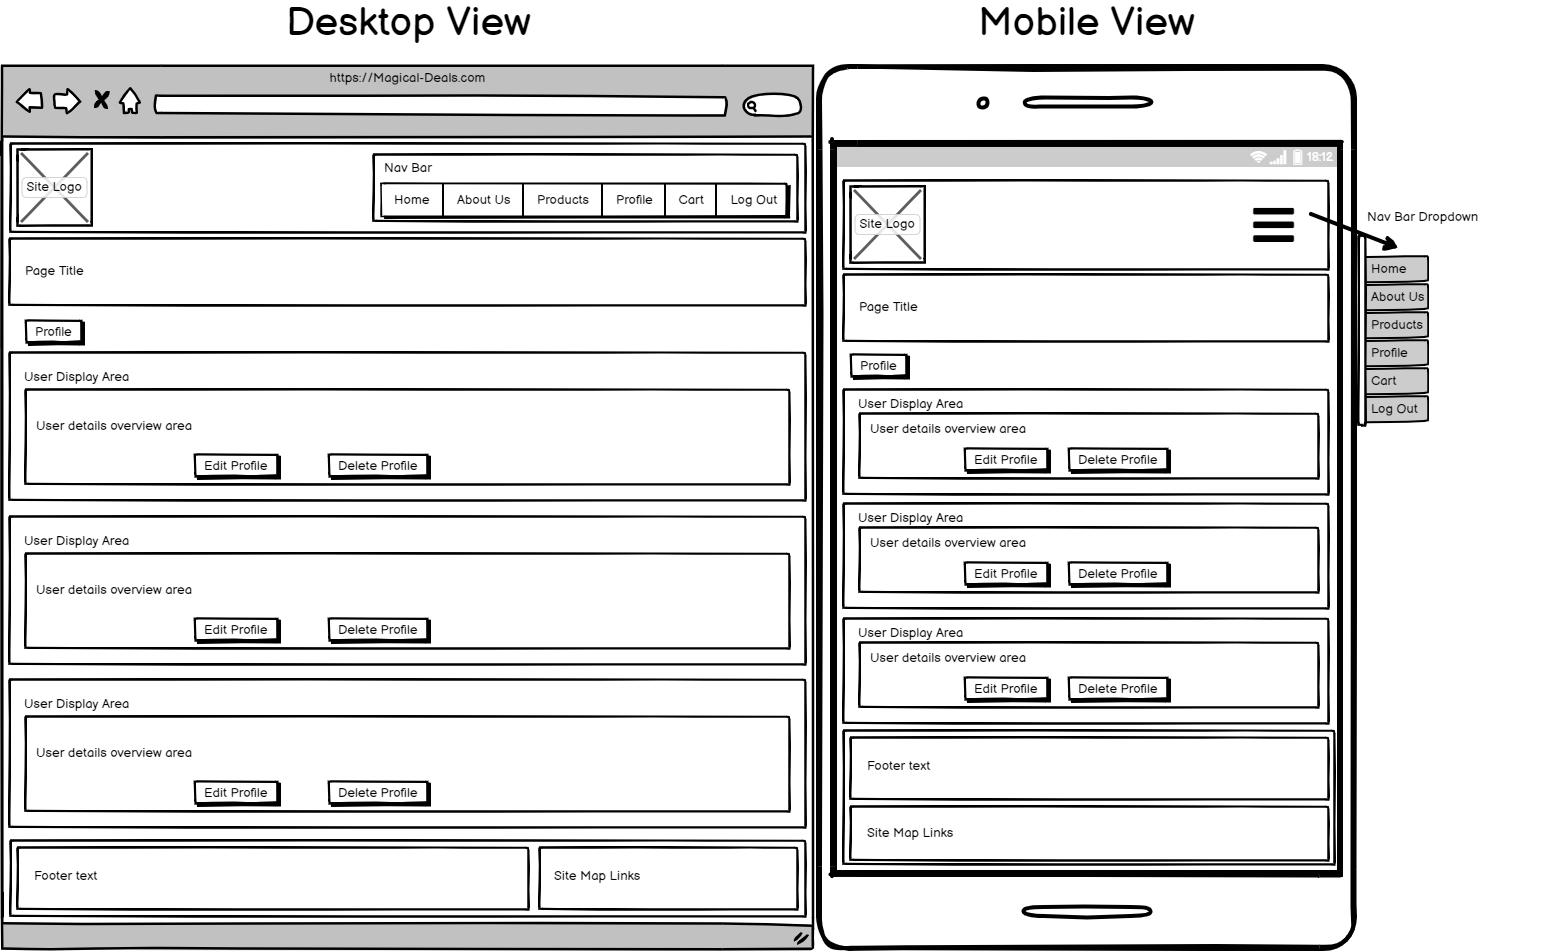 Desktop View
https://Magical-Deals.com
Site Logo
Nav Bar
Home About Us Products Profile Cart Log Out
Page Title
Profile
User Display Area
User details overview area
Edit Profile Delete Profile
User Display Area
User details overview area
Edit Profile Delete Profile
User Display Area
User details overview area
Edit Profile Delete Profile
Footer text
Site Map Links
Mobile View
18:12
Site Logo
Nav Bar Dropdown
Home
About Us
Products
Profile
Cart
Log Out
Page Title
Profile
User Display Area
User details overview area
Edit Profile Delete Profile
User Display Area
User details overview area
Edit Profile Delete Profile
User Display Area
User details overview area
Edit Profile Delete Profile
Footer text
Site Map Links